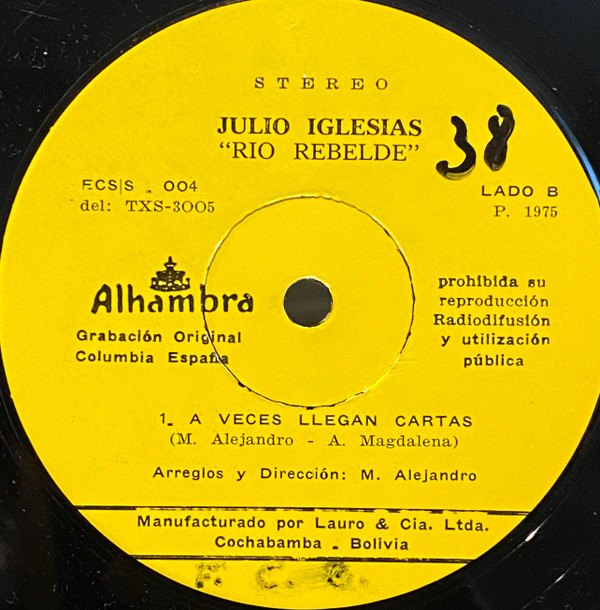 STEREO
JULIO IGLESIAS
"RIO REBELDE"
38
ECS|S . 004
del: TXS-3005
LADO B
P. 1975
Alhambra
Grabación Original
Columbia España
prohibida su
reproducción
Radiodifusión
y utilización
pública
1. A VECES LLEGAN CARTAS
(M. Alejandro - A. Magdalena)
Arreglos y Dirección: M. Alejandro
Manufacturado por Lauro & Cia. Ltda.
Cochabamba . Bolivia